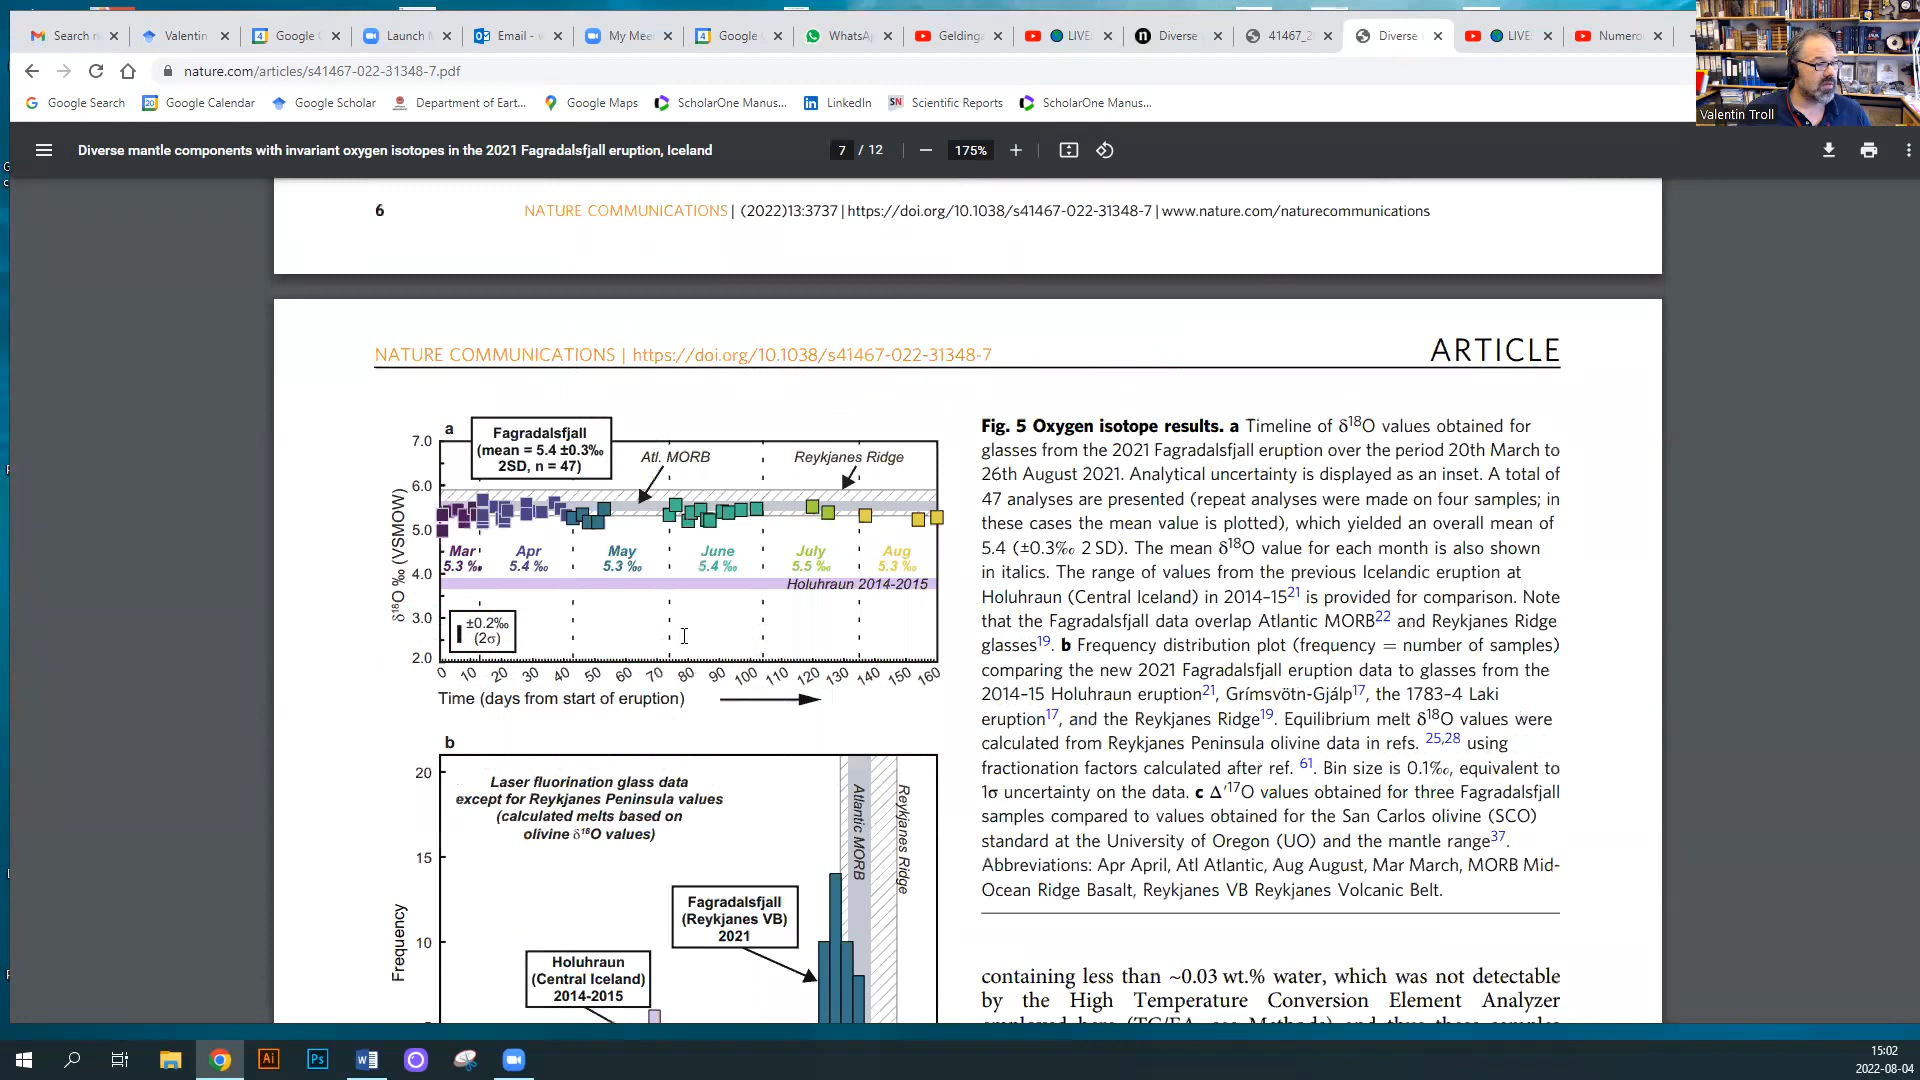 Search r
Valentin
Google C
Launch M
Email - v
My Mee
Google
WhatsA
Gelding
LIVE
Diverse
41467_2
Diverse
LIVE
Numero
nature.com/articles/s41467-022-31348-7.pdf
Google Search
Google Calendar
Google Scholar
Department of Eart...
Google Maps
ScholarOne Manus...
LinkedIn
Scientific Reports
ScholarOne Manus...
Valentin Troll
Diverse mantle components with invariant oxygen isotopes in the 2021 Fagradalsfjall eruption, Iceland
7 / 12
175%
6
NATURE COMMUNICATIONS | (2022)13:3737 | https://doi.org/10.1038/s41467-022-31348-7 | www.nature.com/naturecommunications
NATURE COMMUNICATIONS | https://doi.org/10.1038/s41467-022-31348-7
ARTICLE
a
Fagradalsfjall
(mean = 5.4 ±0.3‰
2SD, n = 47)
Atl. MORB
Reykjanes Ridge
7.0
6.0
5.0
4.0
3.0
2.0
δ¹⁸O ‰ (VSMOW)
Mar
5.3 ‰
Apr
5.4 ‰
May
5.3 ‰
June
5.4 ‰
July
5.5 ‰
Aug
5.3 ‰
Holuhraun 2014-2015
±0.2‰
(2σ)
0 10 20 30 40 50 60 70 80 90 100 110 120 130 140 150 160
Time (days from start of eruption)
b
20
15
10
Frequency
Laser fluorination glass data
except for Reykjanes Peninsula values
(calculated melts based on
olivine δ¹⁸O values)
Atlantic MORB
Reykjanes Ridge
Fagradalsfjall
(Reykjanes VB)
2021
Holuhraun
(Central Iceland)
2014-2015
Fig. 5 Oxygen isotope results. a Timeline of δ¹⁸O values obtained for
glasses from the 2021 Fagradalsfjall eruption over the period 20th March to
26th August 2021. Analytical uncertainty is displayed as an inset. A total of
47 analyses are presented (repeat analyses were made on four samples; in
these cases the mean value is plotted), which yielded an overall mean of
5.4 (±0.3‰ 2 SD). The mean δ¹⁸O value for each month is also shown
in italics. The range of values from the previous Icelandic eruption at
Holuhraun (Central Iceland) in 2014–15²¹ is provided for comparison. Note
that the Fagradalsfjall data overlap Atlantic MORB²² and Reykjanes Ridge
glasses¹⁹. b Frequency distribution plot (frequency = number of samples)
comparing the new 2021 Fagradalsfjall eruption data to glasses from the
2014–15 Holuhraun eruption²¹, Grímsvötn-Gjálp¹⁷, the 1783–4 Laki
eruption¹⁷, and the Reykjanes Ridge¹⁹. Equilibrium melt δ¹⁸O values were
calculated from Reykjanes Peninsula olivine data in refs. ²⁵,²⁸ using
fractionation factors calculated after ref. ⁶¹. Bin size is 0.1‰, equivalent to
1σ uncertainty on the data. c Δ′¹⁷O values obtained for three Fagradalsfjall
samples compared to values obtained for the San Carlos olivine (SCO)
standard at the University of Oregon (UO) and the mantle range³⁷.
Abbreviations: Apr April, Atl Atlantic, Aug August, Mar March, MORB Mid-
Ocean Ridge Basalt, Reykjanes VB Reykjanes Volcanic Belt.
containing less than ~0.03 wt.% water, which was not detectable
by the High Temperature Conversion Element Analyzer
15:02
2022-08-04